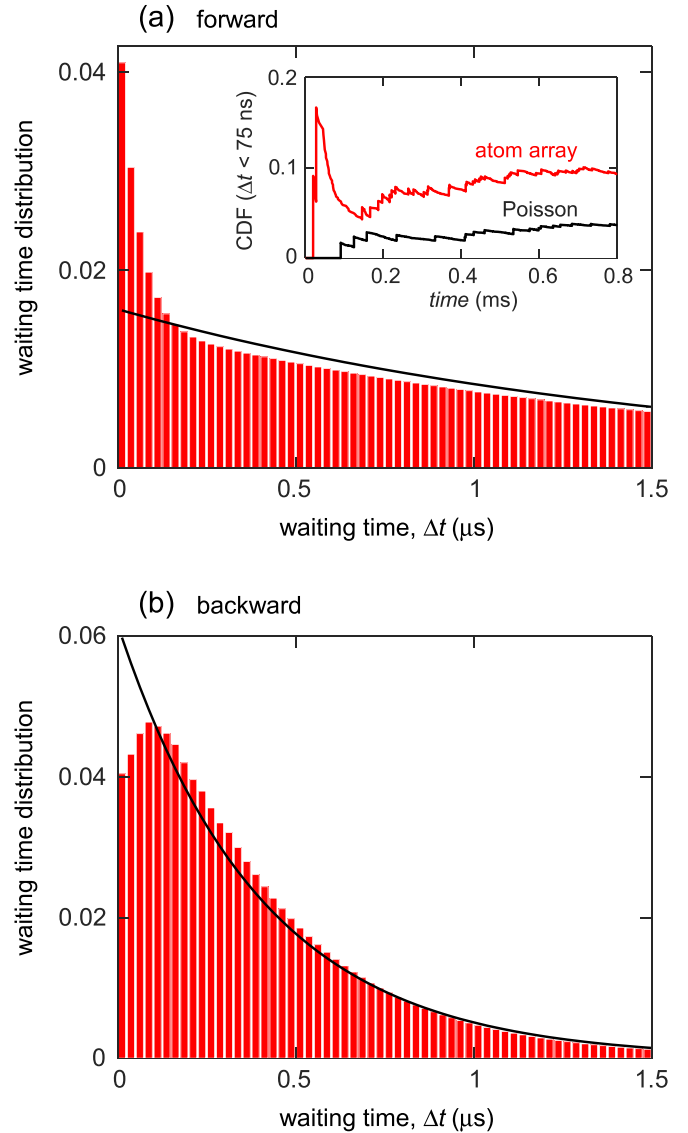 (a) forward
0.04
0.02
0
waiting time distribution
0.2
0.1
0
CDF (Δt < 75 ns)
atom array
Poisson
0 0.2 0.4 0.6 0.8
time (ms)
0 0.5 1 1.5
waiting time, Δt (μs)
(b) backward
0.06
0.04
0.02
0
waiting time distribution
0 0.5 1 1.5
waiting time, Δt (μs)